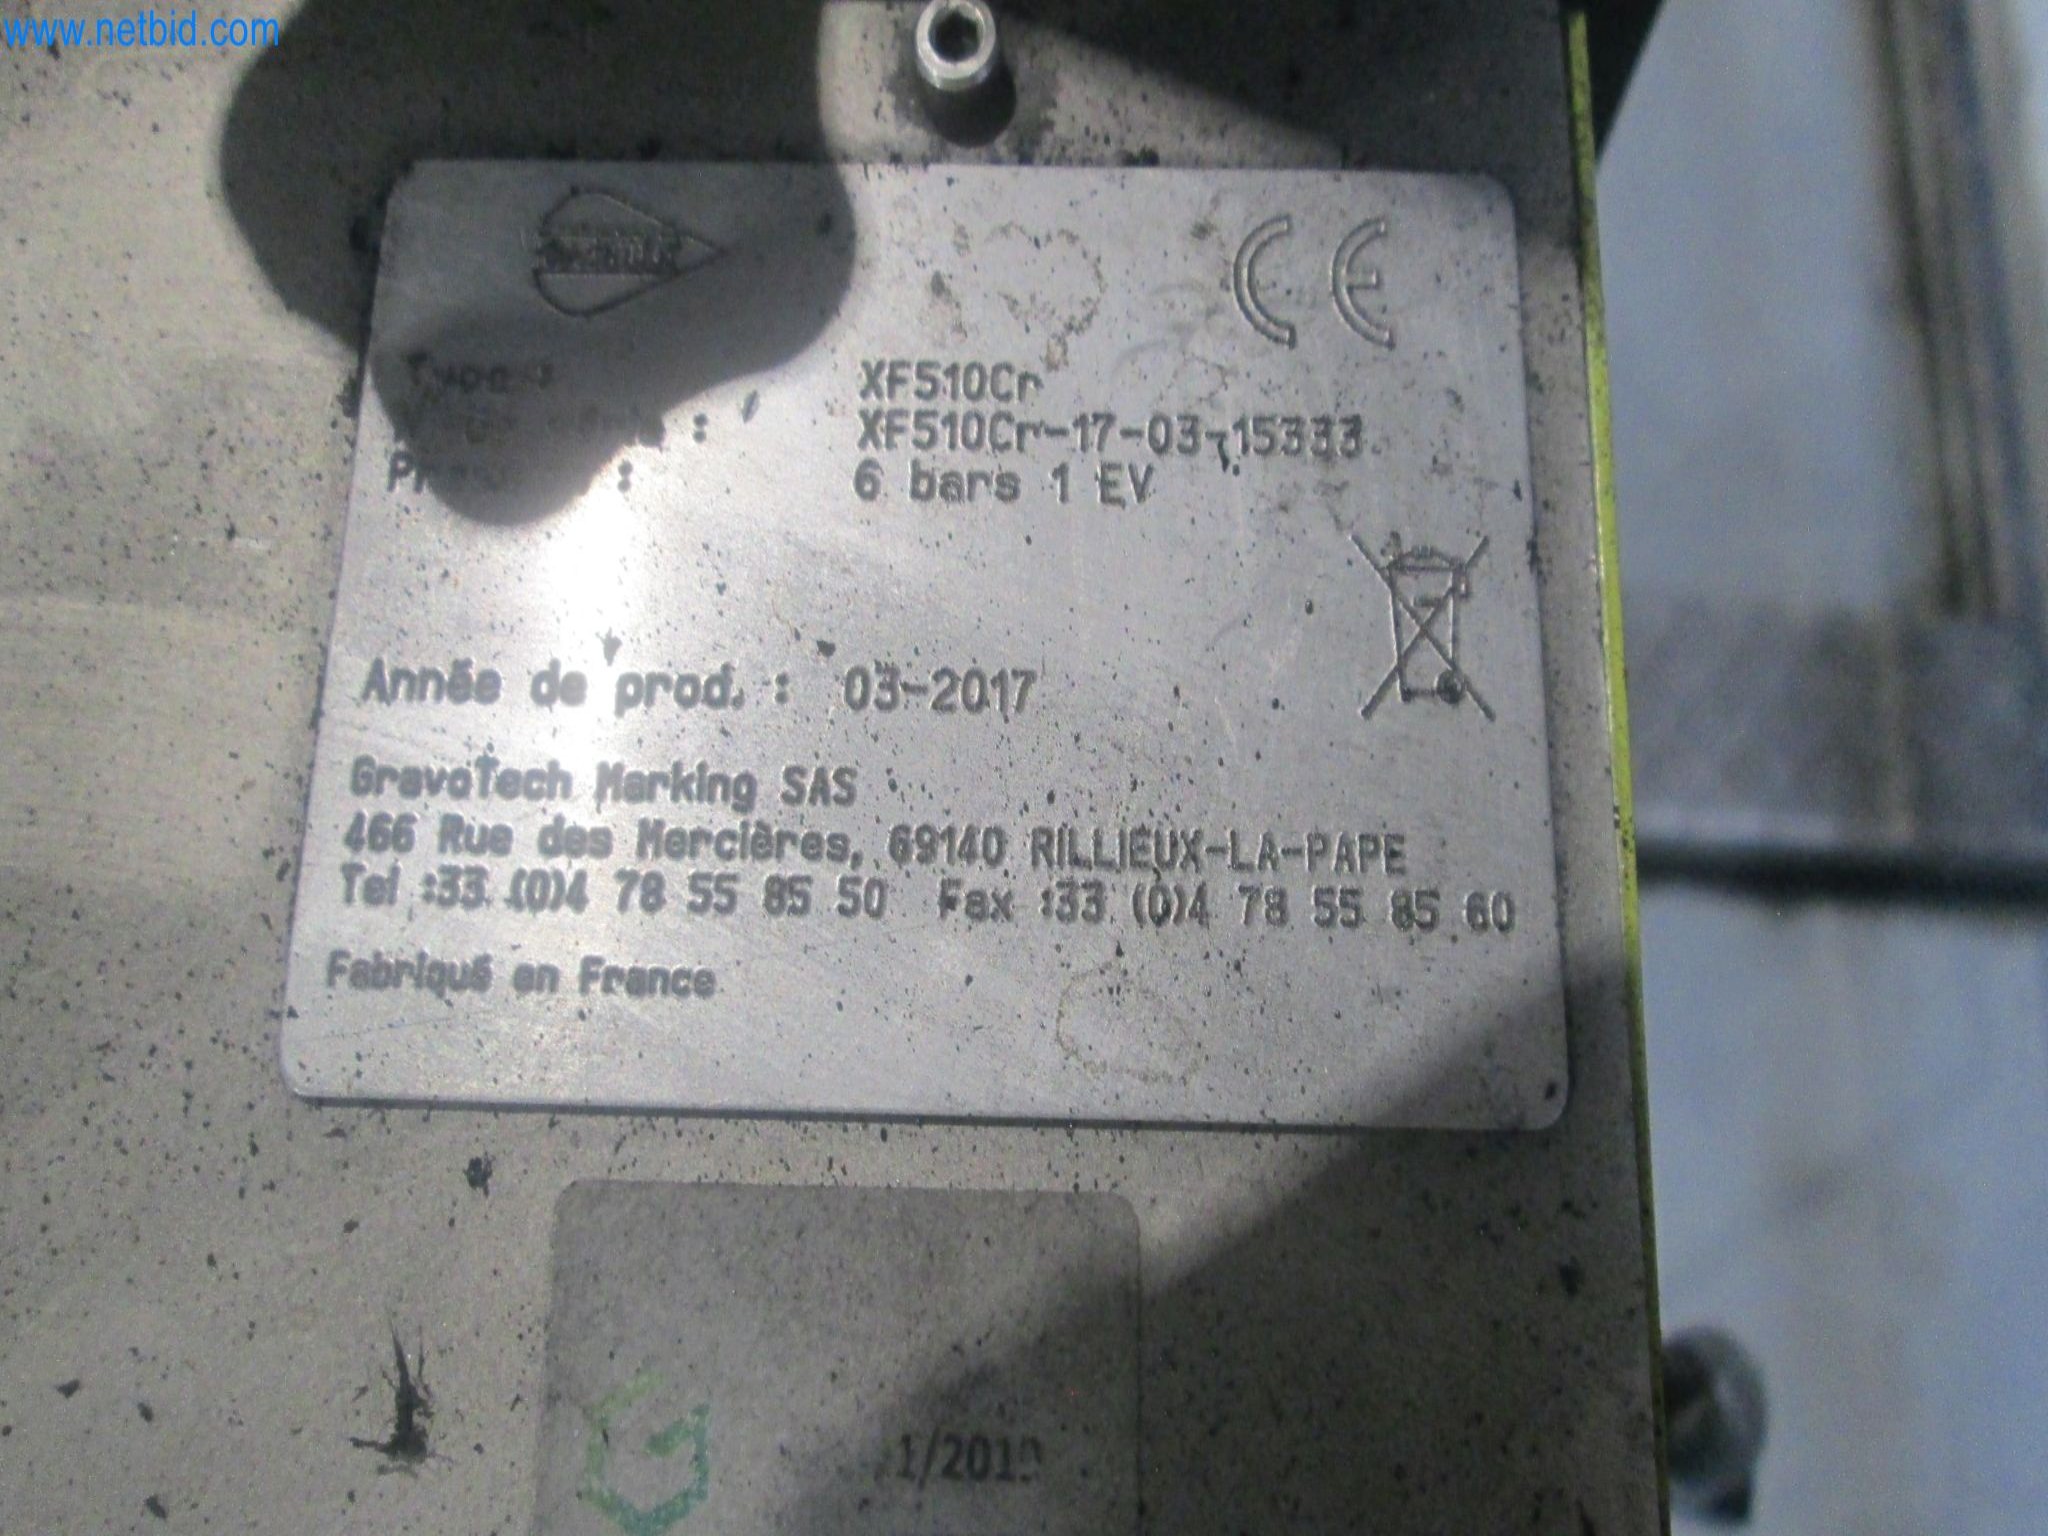 www.netbid.com
CE
Type : XF510Cr
: XF510Cr-17-03-15333
: 6 bars 1 EV
Année de prod. : 03-2017
GravoTech Marking SAS
466 Rue des Mercières, 69140 RILLIEUX-LA-PAPE
Tel :33 (0)4 78 55 85 50 Fax :33 (0)4 78 55 85 60
Fabriqué en France